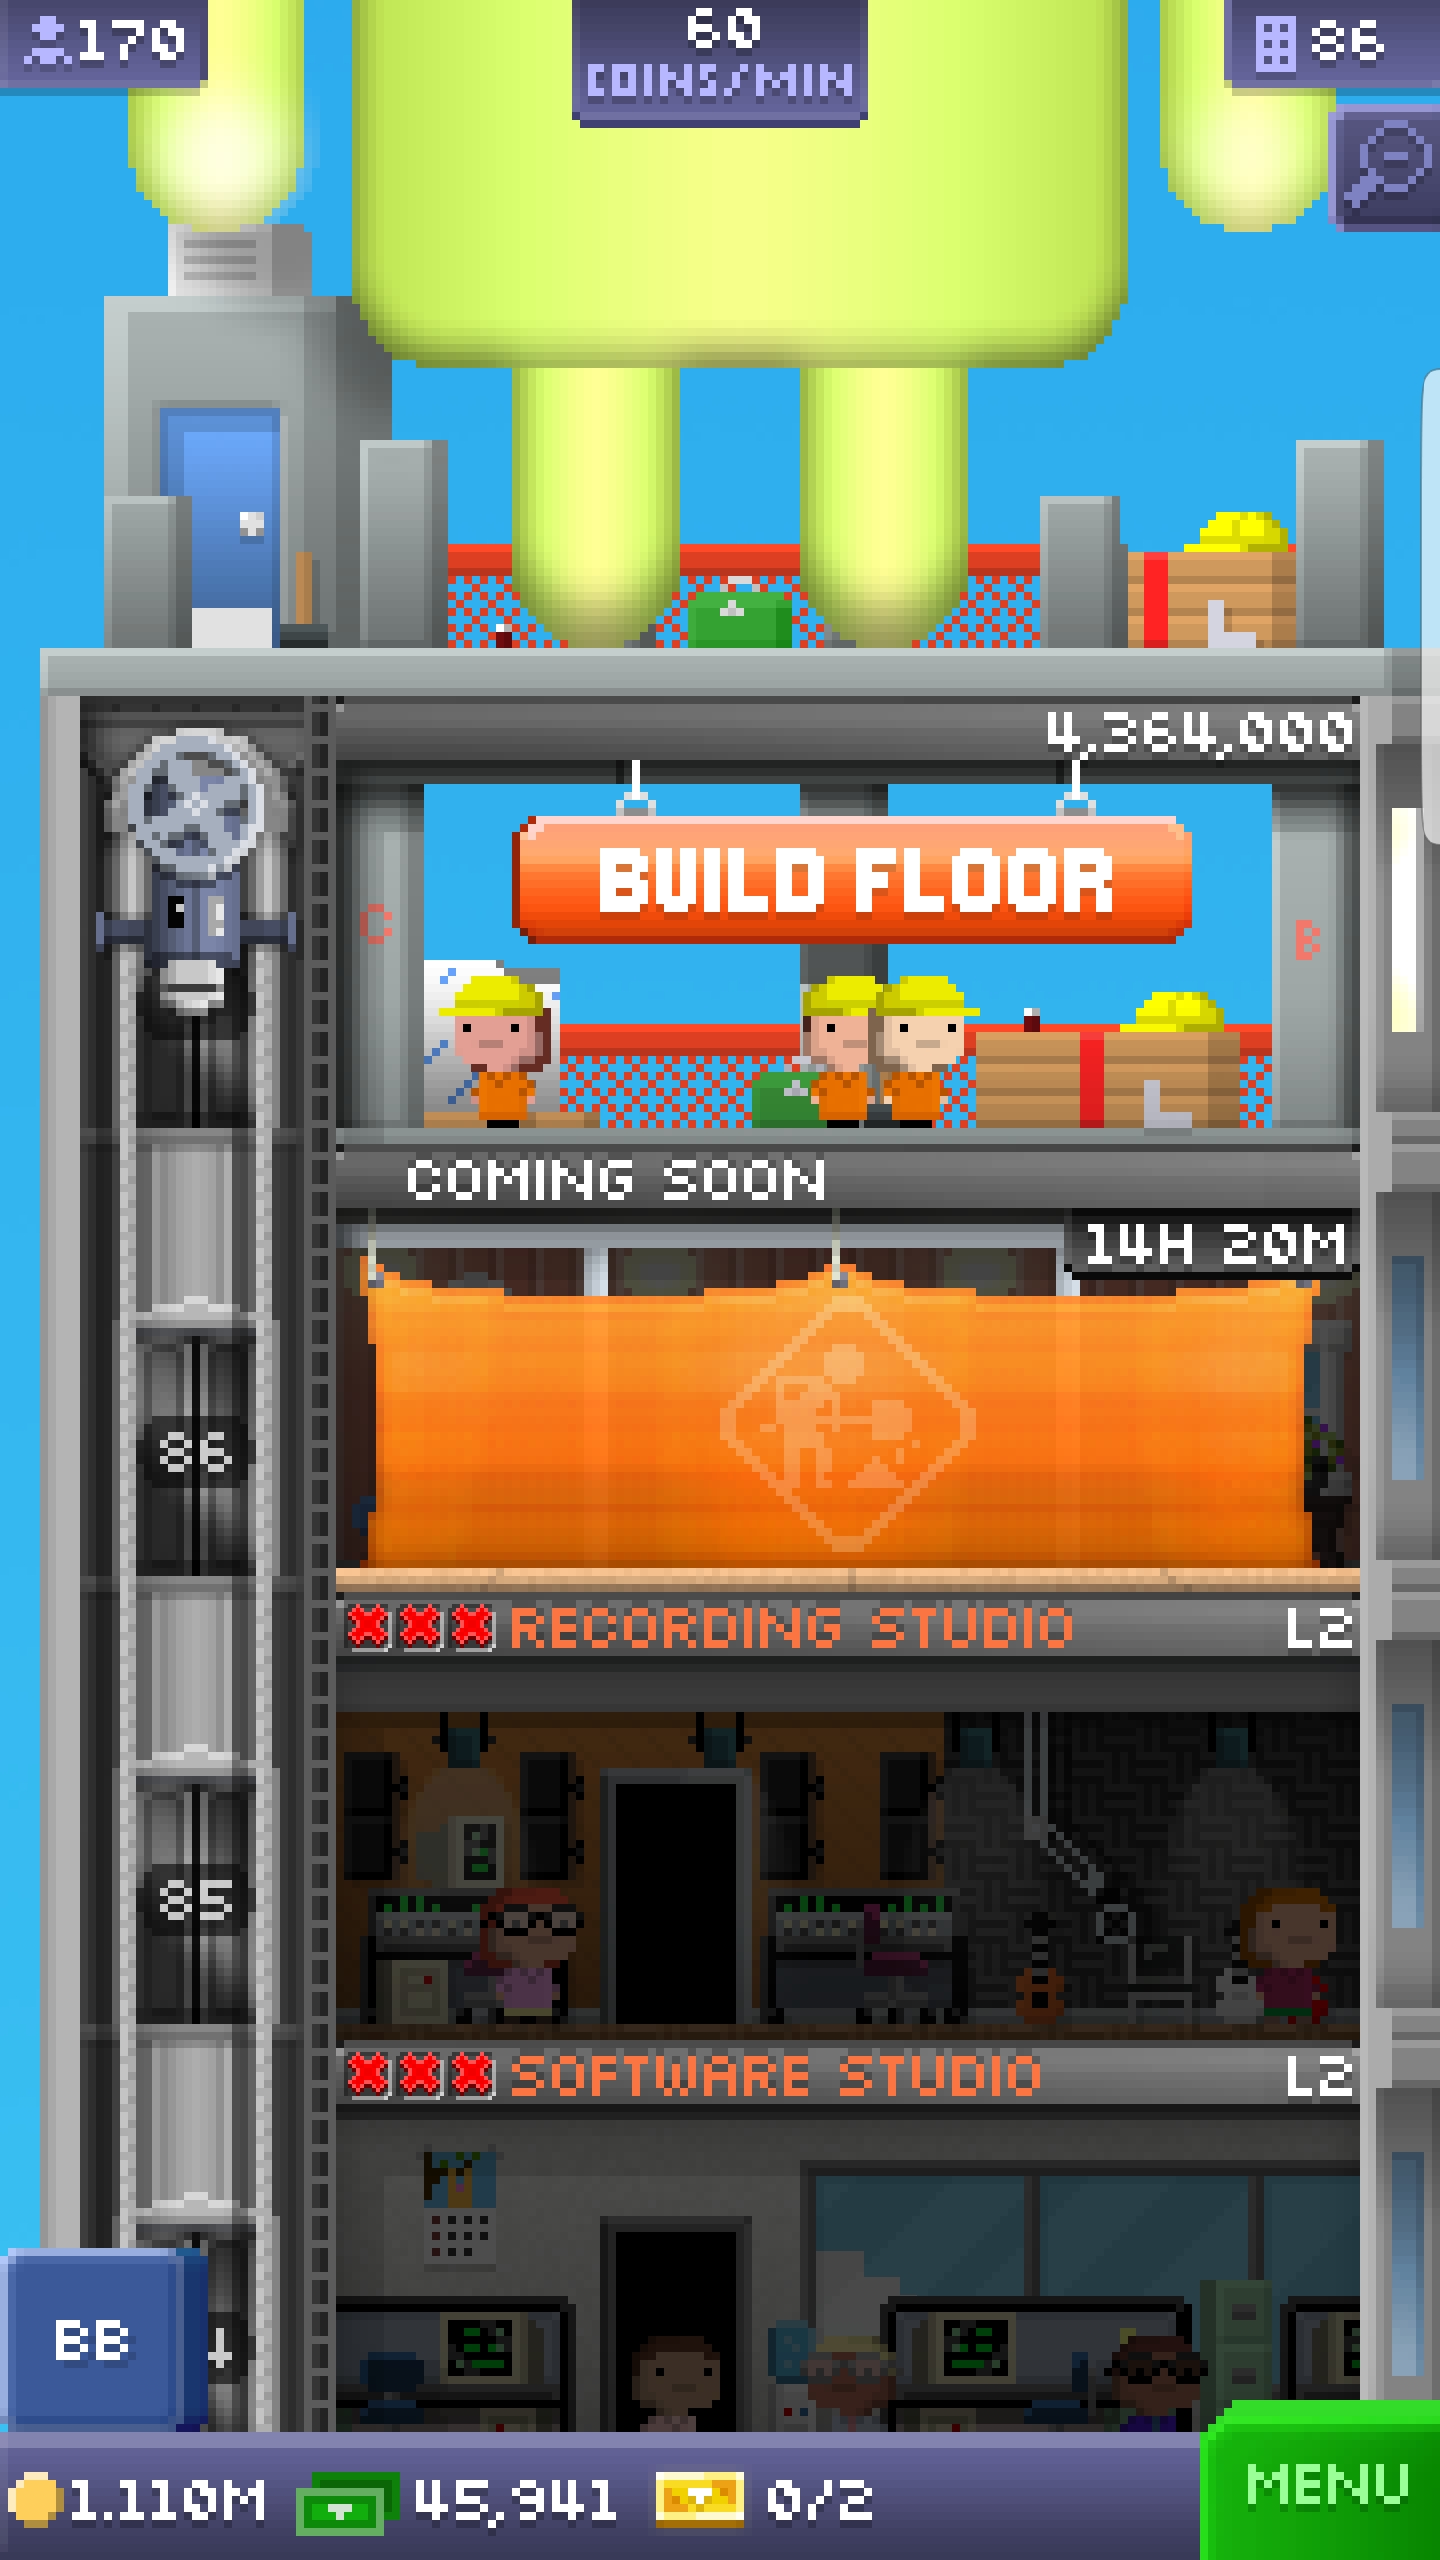 170
60
COINS/MIN
86
4,364,000
BUILD FLOOR
C
B
COMING SOON
14H 20M
86
RECORDING STUDIO
L2
85
SOFTWARE STUDIO
L2
BB
1.110M
45,941
0/2
MENU